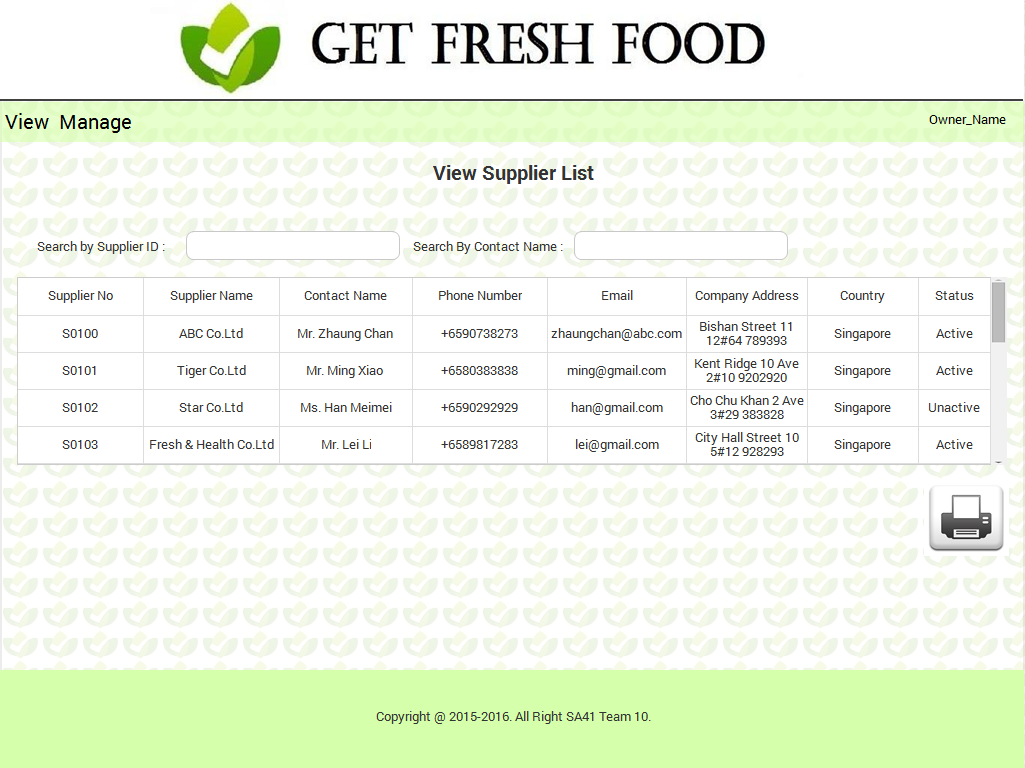 GET FRESH FOOD
View Manage
Owner_Name
View Supplier List
Search by Supplier ID :
Search By Contact Name :
Supplier No Supplier Name Contact Name Phone Number Email Company Address Country Status
S0100 ABC Co.Ltd Mr. Zhaung Chan +6590738273 zhaungchan@abc.com Bishan Street 11 12#64 789393 Singapore Active
S0101 Tiger Co.Ltd Mr. Ming Xiao +6580383838 ming@gmail.com Kent Ridge 10 Ave 2#10 9202920 Singapore Active
S0102 Star Co.Ltd Ms. Han Meimei +6590292929 han@gmail.com Cho Chu Khan 2 Ave 3#29 383828 Singapore Unactive
S0103 Fresh & Health Co.Ltd Mr. Lei Li +6589817283 lei@gmail.com City Hall Street 10 5#12 928293 Singapore Active
Copyright @ 2015-2016. All Right SA41 Team 10.